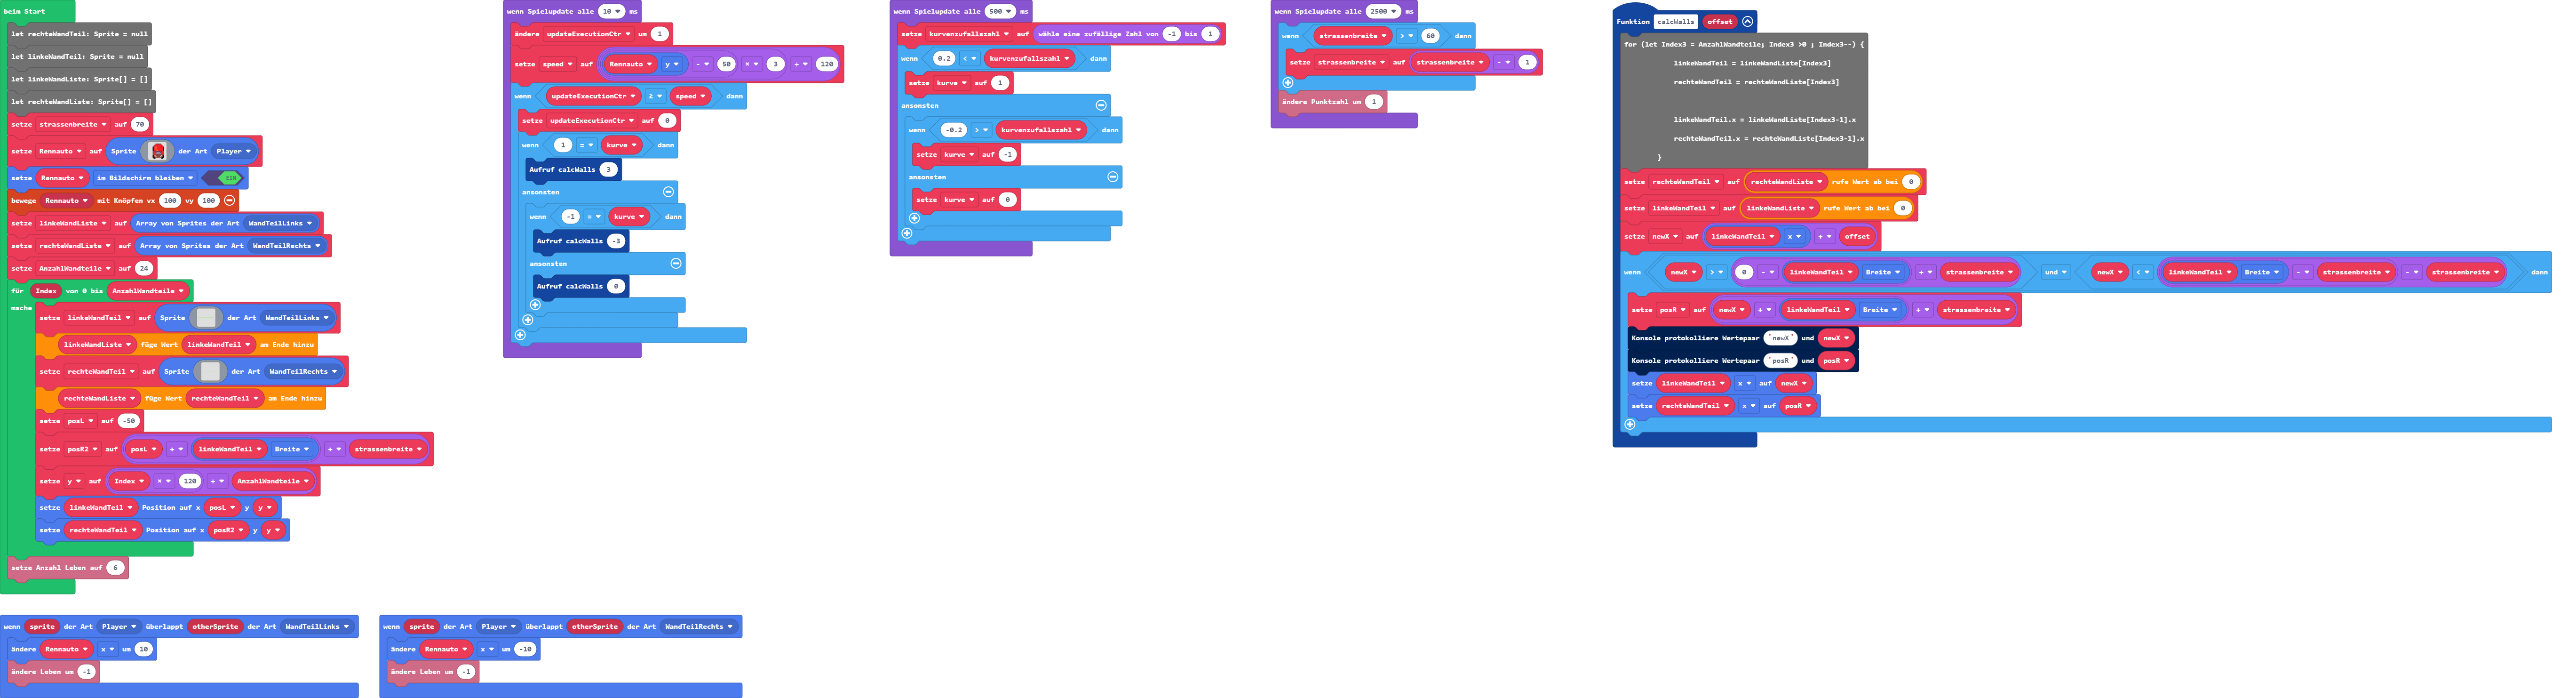 beim Start
let rechteWandTeil: Sprite = null
let linkeWandTeil: Sprite = null
let linkeWandListe: Sprite[] = []
let rechteWandListe: Sprite[] = []
setze strassenbreite auf 70
setze Rennauto auf Sprite der Art Player
setze Rennauto im Bildschirm bleiben EIN
bewege Rennauto mit Knöpfen vx 100 vy 100
setze linkeWandListe auf Array von Sprites der Art WandTeilLinks
setze rechteWandListe auf Array von Sprites der Art WandTeilRechts
setze AnzahlWandteile auf 24
für Index von 0 bis AnzahlWandteile
mache
setze linkeWandTeil auf Sprite der Art WandTeilLinks
linkeWandListe füge Wert linkeWandTeil am Ende hinzu
setze rechteWandTeil auf Sprite der Art WandTeilRechts
rechteWandListe füge Wert rechteWandTeil am Ende hinzu
setze posL auf -50
setze posR2 auf posL + linkeWandTeil Breite + strassenbreite
setze y auf Index × 120 ÷ AnzahlWandteile
setze linkeWandTeil Position auf x posL y y
setze rechteWandTeil Position auf x posR2 y y
setze Anzahl Leben auf 6
wenn Spielupdate alle 10 ms
ändere updateExecutionCtr um 1
setze speed auf Rennauto y - 50 × 3 ÷ 120
wenn updateExecutionCtr ≥ speed dann
setze updateExecutionCtr auf 0
wenn 1 = kurve dann
Aufruf calcWalls 3
ansonsten
wenn -1 = kurve dann
Aufruf calcWalls -3
ansonsten
Aufruf calcWalls 0
wenn Spielupdate alle 500 ms
setze kurvenzufallszahl auf wähle eine zufällige Zahl von -1 bis 1
wenn 0.2 < kurvenzufallszahl dann
setze kurve auf 1
ansonsten
wenn -0.2 > kurvenzufallszahl dann
setze kurve auf -1
ansonsten
setze kurve auf 0
wenn Spielupdate alle 2500 ms
wenn strassenbreite > 60 dann
setze strassenbreite auf strassenbreite - 1
ändere Punktzahl um 1
Funktion calcWalls offset
for (let Index3 = AnzahlWandteile; Index3 >0 ; Index3--) {
linkeWandTeil = linkeWandListe[Index3]
rechteWandTeil = rechteWandListe[Index3]
linkeWandTeil.x = linkeWandListe[Index3-1].x
rechteWandTeil.x = rechteWandListe[Index3-1].x
}
setze rechteWandTeil auf rechteWandListe rufe Wert ab bei 0
setze linkeWandTeil auf linkeWandListe rufe Wert ab bei 0
setze newX auf linkeWandTeil x + offset
wenn newX > 0 - linkeWandTeil Breite + strassenbreite und newX < linkeWandTeil Breite - strassenbreite - strassenbreite dann
setze posR auf newX + linkeWandTeil Breite + strassenbreite
Konsole protokolliere Wertepaar "newX" und newX
Konsole protokolliere Wertepaar "posR" und posR
setze linkeWandTeil x auf newX
setze rechteWandTeil x auf posR
wenn sprite der Art Player überlappt otherSprite der Art WandTeilLinks
ändere Rennauto x um 10
ändere Leben um -1
wenn sprite der Art Player überlappt otherSprite der Art WandTeilRechts
ändere Rennauto x um -10
ändere Leben um -1